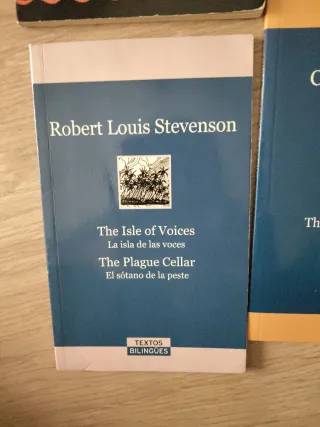 Robert Louis Stevenson
The Isle of Voices
La isla de las voces
The Plague Cellar
El sótano de la peste
TEXTOS
BILINGÜES
C
Th